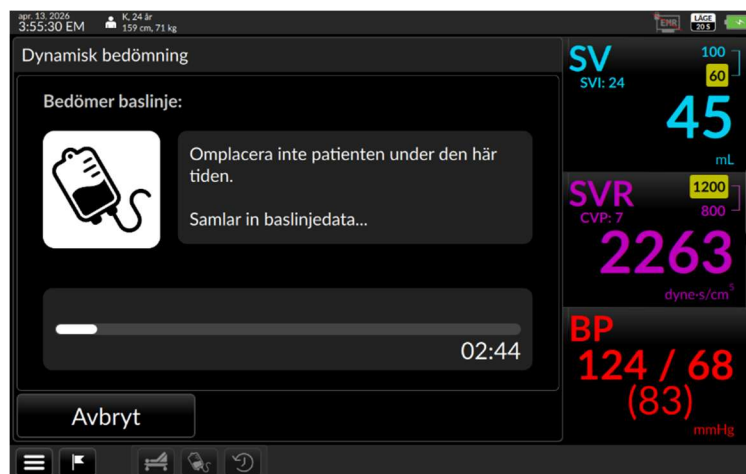 apr. 13, 2026
3:55:30 EM
K, 24 år
159 cm, 71 kg
EMR
LÄGE
20 S
Dynamisk bedömning
Bedömer baslinje:
Omplacera inte patienten under den här
tiden.
Samlar in baslinjedata...
02:44
Avbryt
SV
SVI: 24
100
60
45
mL
SVR
CVP: 7
1200
800
2263
dyne-s/cm⁵
BP
124 / 68
(83)
mmHg